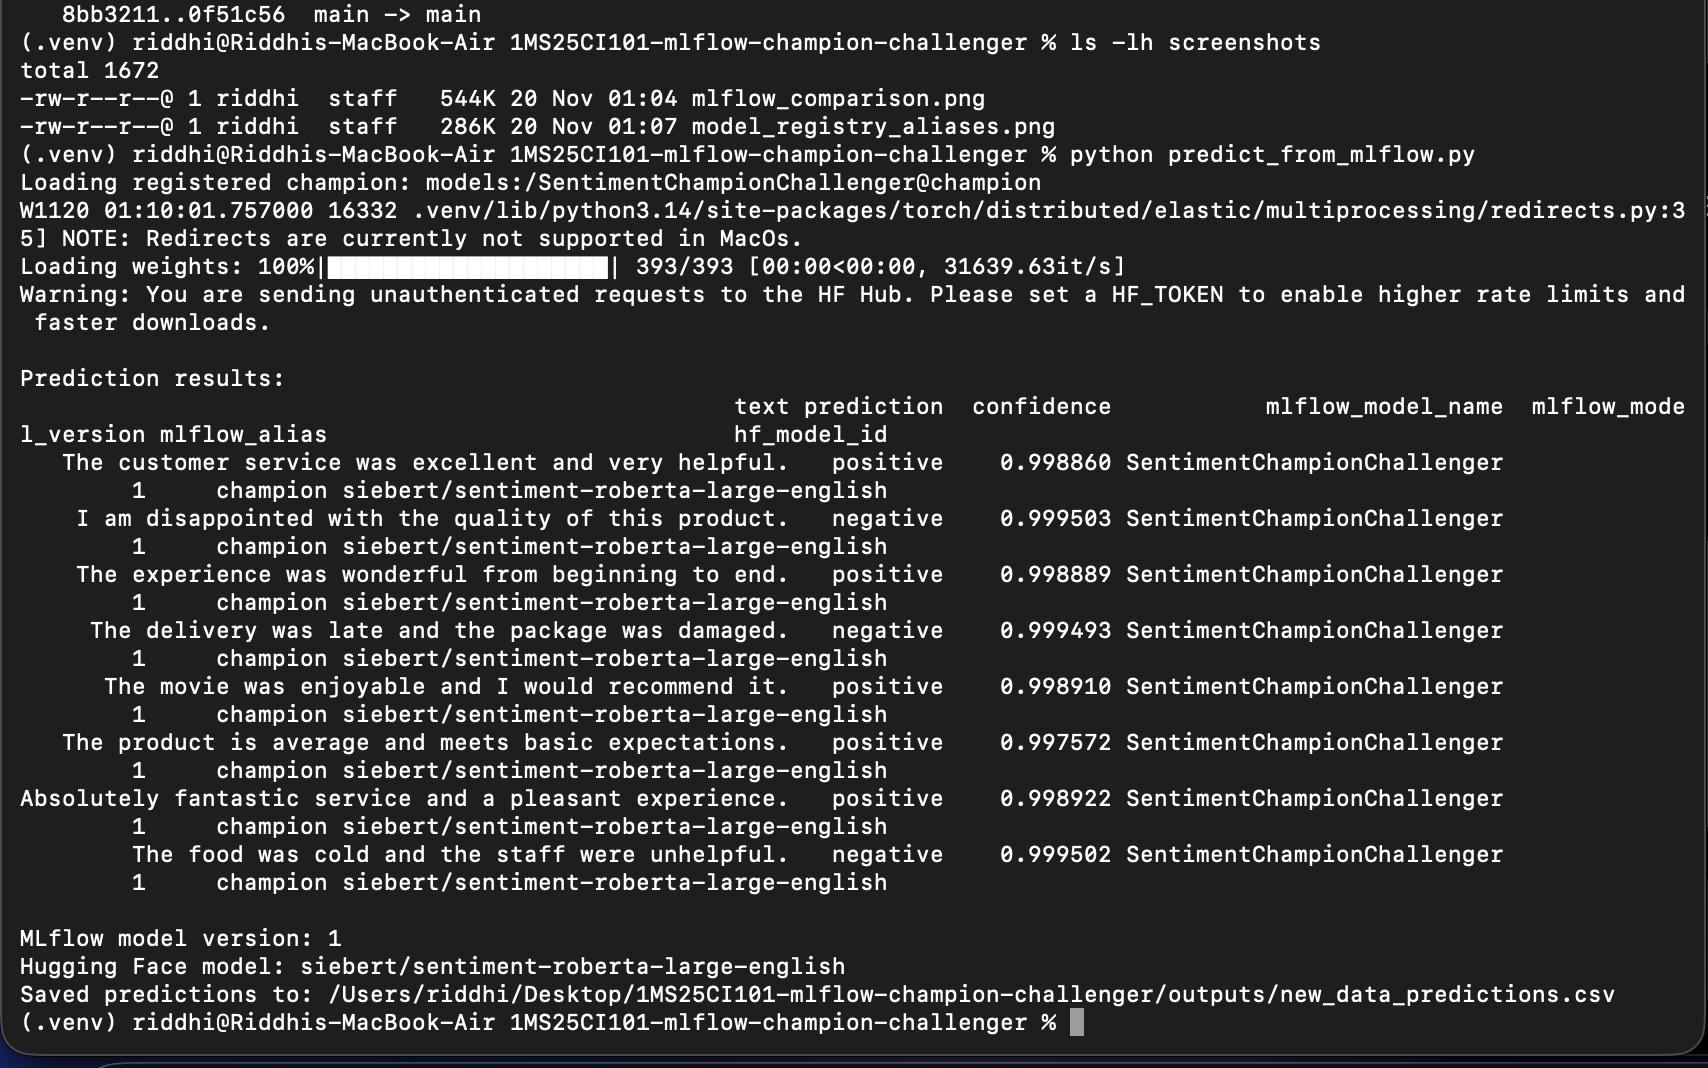 8bb3211..0f51c56  main -> main
(.venv) riddhi@Riddhis-MacBook-Air 1MS25CI101-mlflow-champion-challenger % ls -lh screenshots
total 1672
-rw-r--r--@ 1 riddhi  staff   544K 20 Nov 01:04 mlflow_comparison.png
-rw-r--r--@ 1 riddhi  staff   286K 20 Nov 01:07 model_registry_aliases.png
(.venv) riddhi@Riddhis-MacBook-Air 1MS25CI101-mlflow-champion-challenger % python predict_from_mlflow.py
Loading registered champion: models:/SentimentChampionChallenger@champion
W1120 01:10:01.757000 16332 .venv/lib/python3.14/site-packages/torch/distributed/elastic/multiprocessing/redirects.py:3
5] NOTE: Redirects are currently not supported in MacOs.
Loading weights: 100%|████████████████████| 393/393 [00:00<00:00, 31639.63it/s]
Warning: You are sending unauthenticated requests to the HF Hub. Please set a HF_TOKEN to enable higher rate limits and
faster downloads.

Prediction results:
text prediction  confidence           mlflow_model_name  mlflow_mode
l_version mlflow_alias                             hf_model_id
The customer service was excellent and very helpful.   positive    0.998860 SentimentChampionChallenger
1     champion siebert/sentiment-roberta-large-english
I am disappointed with the quality of this product.   negative    0.999503 SentimentChampionChallenger
1     champion siebert/sentiment-roberta-large-english
The experience was wonderful from beginning to end.   positive    0.998889 SentimentChampionChallenger
1     champion siebert/sentiment-roberta-large-english
The delivery was late and the package was damaged.   negative    0.999493 SentimentChampionChallenger
1     champion siebert/sentiment-roberta-large-english
The movie was enjoyable and I would recommend it.   positive    0.998910 SentimentChampionChallenger
1     champion siebert/sentiment-roberta-large-english
The product is average and meets basic expectations.   positive    0.997572 SentimentChampionChallenger
1     champion siebert/sentiment-roberta-large-english
Absolutely fantastic service and a pleasant experience.   positive    0.998922 SentimentChampionChallenger
1     champion siebert/sentiment-roberta-large-english
The food was cold and the staff were unhelpful.   negative    0.999502 SentimentChampionChallenger
1     champion siebert/sentiment-roberta-large-english

MLflow model version: 1
Hugging Face model: siebert/sentiment-roberta-large-english
Saved predictions to: /Users/riddhi/Desktop/1MS25CI101-mlflow-champion-challenger/outputs/new_data_predictions.csv
(.venv) riddhi@Riddhis-MacBook-Air 1MS25CI101-mlflow-champion-challenger %